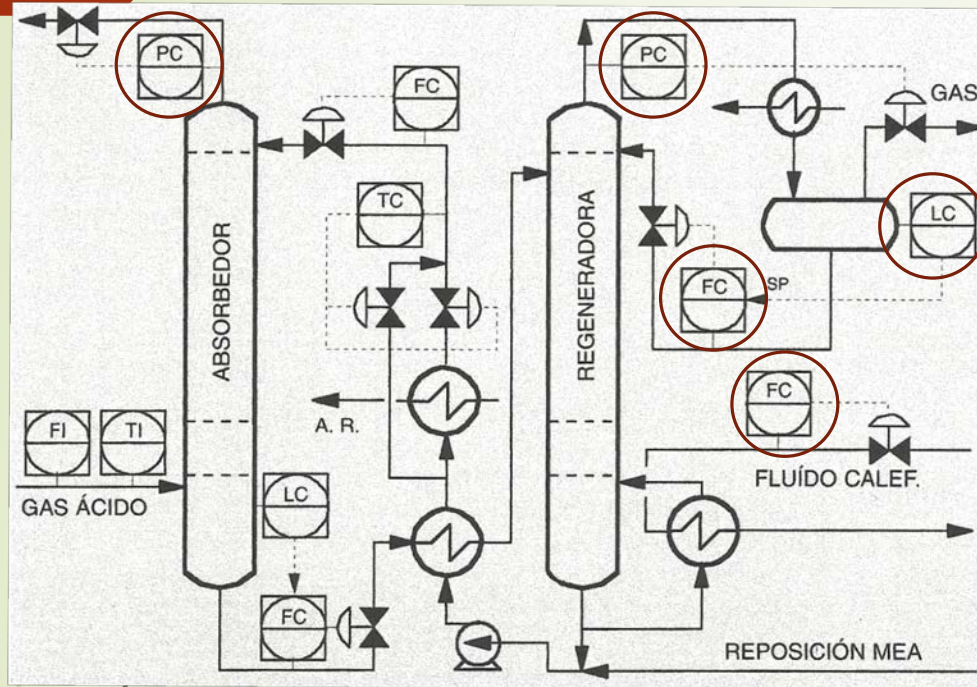 PC
FC
PC
GAS
TC
LC
FC
SP
ABSORBEDOR
REGENERADORA
FC
A. R.
FI
TI
FLUÍDO CALEF.
GAS ÁCIDO
LC
FC
REPOSICIÓN MEA